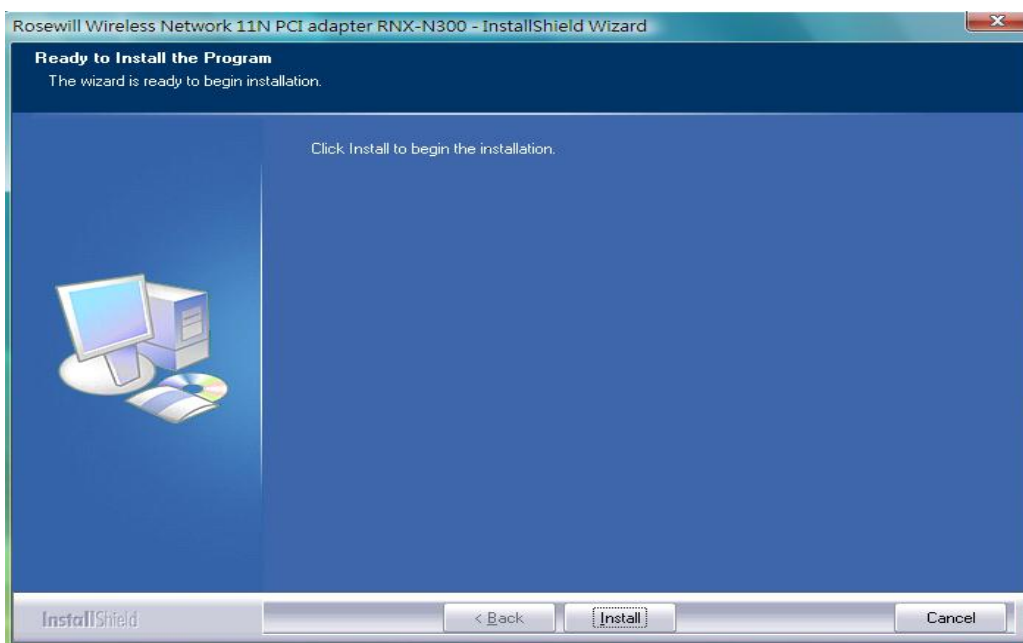 Rosewill Wireless Network 11N PCI adapter RNX-N300 - InstallShield Wizard
Ready to Install the Program
The wizard is ready to begin installation.
Click Install to begin the installation.
InstallShield
< Back
Install
Cancel